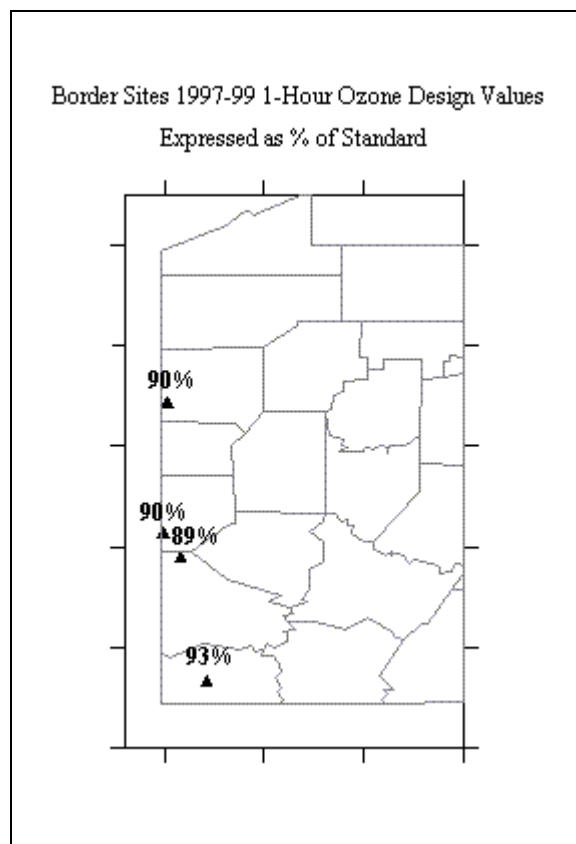 Border Sites 1997-99 1-Hour Ozone Design Values
Expressed as % of Standard
90%
90%
89%
93%